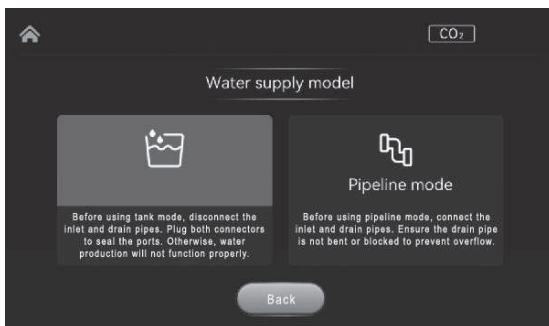 CO₂
Water supply model
Before using tank mode, disconnect the
inlet and drain pipes. Plug both connectors
to seal the ports. Otherwise, water
production will not function properly.
Pipeline mode
Before using pipeline mode, connect the
inlet and drain pipes. Ensure the drain pipe
is not bent or blocked to prevent overflow.
Back